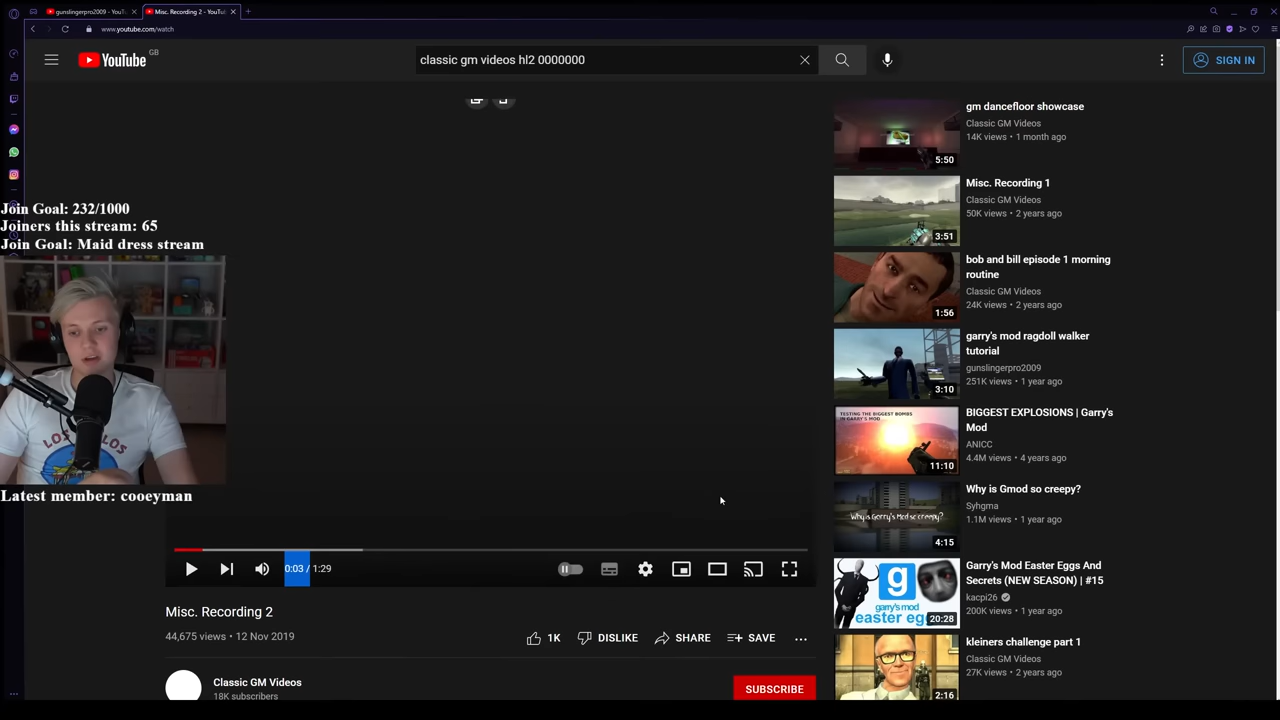 gunslingerpro2009 - YouT
Misc. Recording 2 - YouTu
www.youtube.com/watch
YouTube
GB
classic gm videos hl2 0000000
SIGN IN
Join Goal: 232/1000
Joiners this stream: 65
Join Goal: Maid dress stream
Latest member: cooeyman
0:03 / 1:29
Misc. Recording 2
44,675 views • 12 Nov 2019
1K
DISLIKE
SHARE
SAVE
Classic GM Videos
18K subscribers
SUBSCRIBE
gm dancefloor showcase
Classic GM Videos
14K views • 1 month ago
5:50
Misc. Recording 1
Classic GM Videos
50K views • 2 years ago
3:51
bob and bill episode 1 morning
routine
Classic GM Videos
24K views • 2 years ago
1:56
garry's mod ragdoll walker
tutorial
gunslingerpro2009
251K views • 1 year ago
3:10
TESTING THE BIGGEST BOMBS
IN GARRY'S MOD
BIGGEST EXPLOSIONS | Garry's
Mod
ANICC
4.4M views • 4 years ago
11:10
Why is Garry's Mod so creepy?
Why is Gmod so creepy?
Syhgma
1.1M views • 1 year ago
4:15
g
garry's mod
Garry's Mod Easter Eggs And
Secrets (NEW SEASON) | #15
kacpi26
200K views • 1 year ago
20:28
kleiners challenge part 1
Classic GM Videos
27K views • 2 years ago
2:16